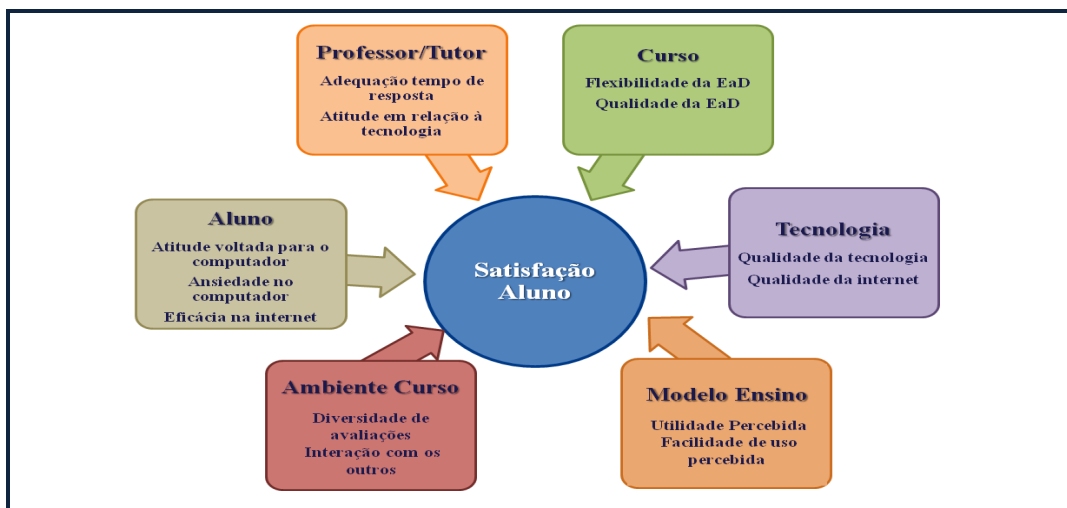 Professor/Tutor
Adequação tempo de
resposta
Atitude em relação à
tecnologia
Curso
Flexibilidade da EaD
Qualidade da EaD
Aluno
Atitude voltada para o
computador
Ansiedade no
computador
Eficácia na internet
Satisfação
Aluno
Tecnologia
Qualidade da tecnologia
Qualidade da internet
Ambiente Curso
Diversidade de
avaliações
Interação com os
outros
Modelo Ensino
Utilidade Percebida
Facilidade de uso
percebida